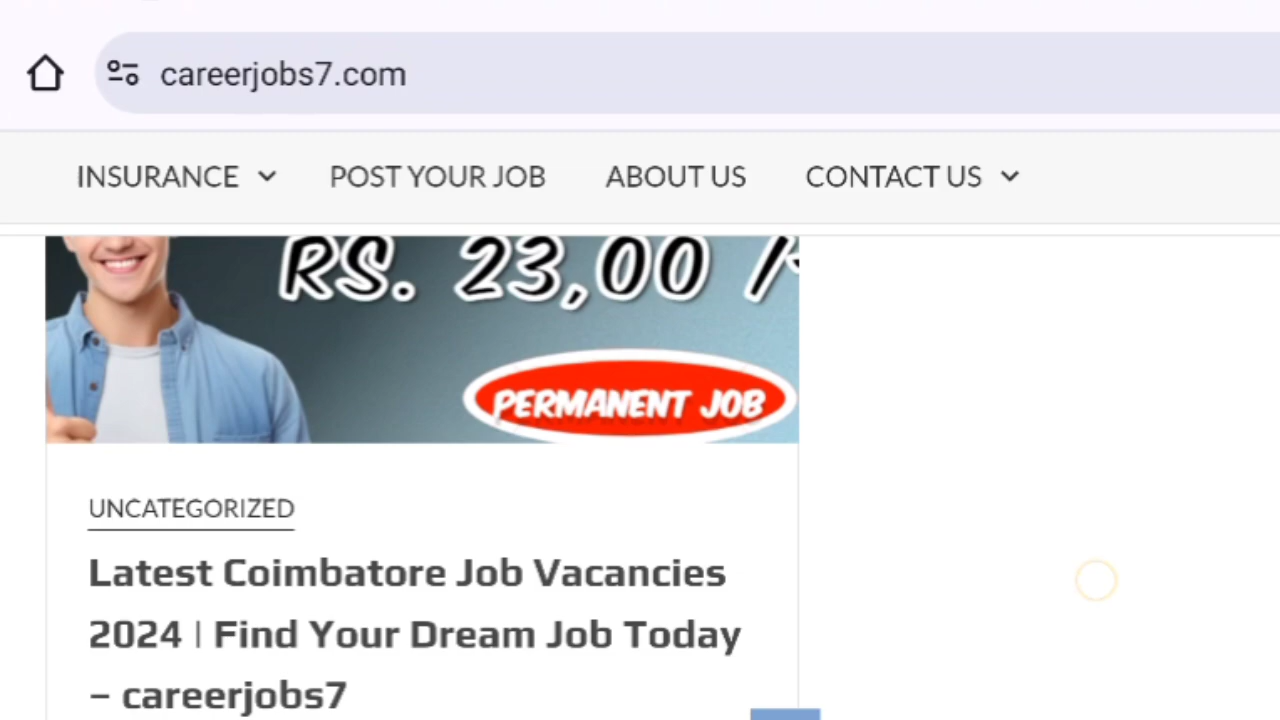 careerjobs7.com
INSURANCE POST YOUR JOB ABOUT US CONTACT US
RS. 23,00 /
PERMANENT JOB
UNCATEGORIZED
Latest Coimbatore Job Vacancies
2024 | Find Your Dream Job Today
– careerjobs7